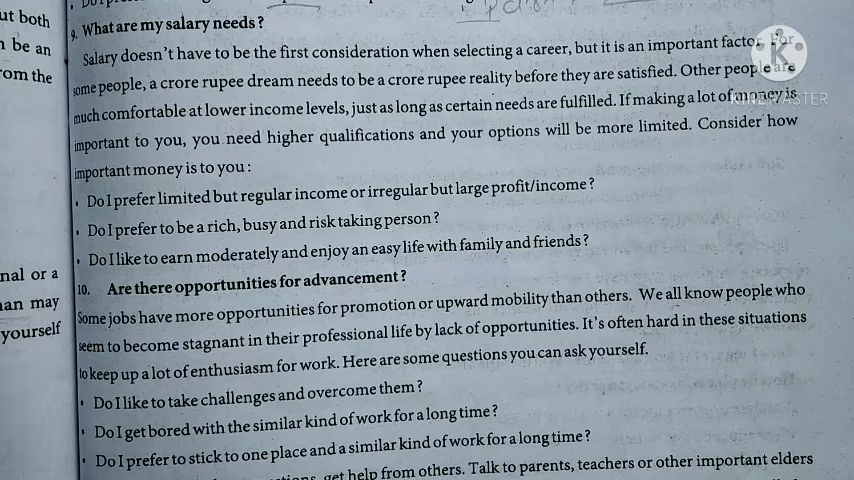 ut both
n be an
rom the
nal or a
an may
yourself
9. What are my salary needs?
Salary doesn't have to be the first consideration when selecting a career, but it is an important factor. For
some people, a crore rupee dream needs to be a crore rupee reality before they are satisfied. Other people are
much comfortable at lower income levels, just as long as certain needs are fulfilled. If making a lot of money is
important to you, you need higher qualifications and your options will be more limited. Consider how
important money is to you:
• Do I prefer limited but regular income or irregular but large profit/income?
• Do I prefer to be a rich, busy and risk taking person?
• Do I like to earn moderately and enjoy an easy life with family and friends?
10. Are there opportunities for advancement?
Some jobs have more opportunities for promotion or upward mobility than others. We all know people who
seem to become stagnant in their professional life by lack of opportunities. It's often hard in these situations
to keep up a lot of enthusiasm for work. Here are some questions you can ask yourself.
• Do I like to take challenges and overcome them?
• Do I get bored with the similar kind of work for a long time?
• Do I prefer to stick to one place and a similar kind of work for a long time?
get help from others. Talk to parents, teachers or other important elders
K
KINEMASTER